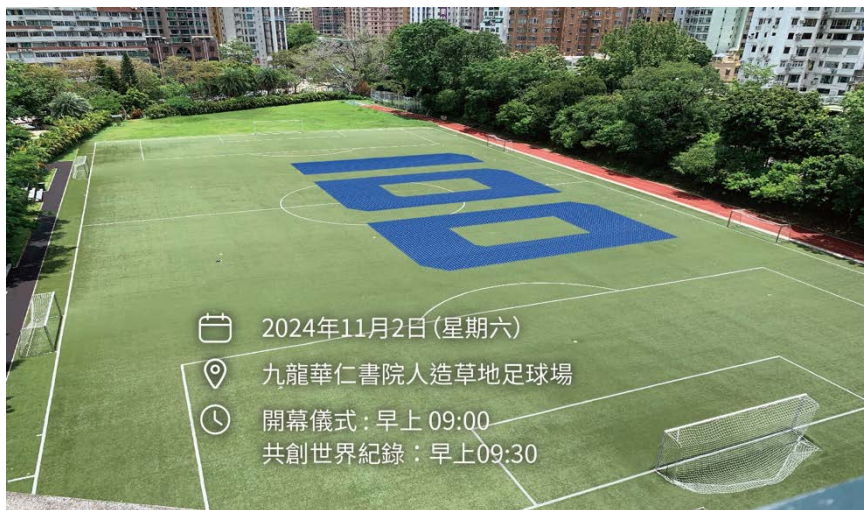 100
2024年11月2日(星期六)
九龍華仁書院人造草地足球場
開幕儀式 : 早上 09:00
共創世界紀錄：早上09:30